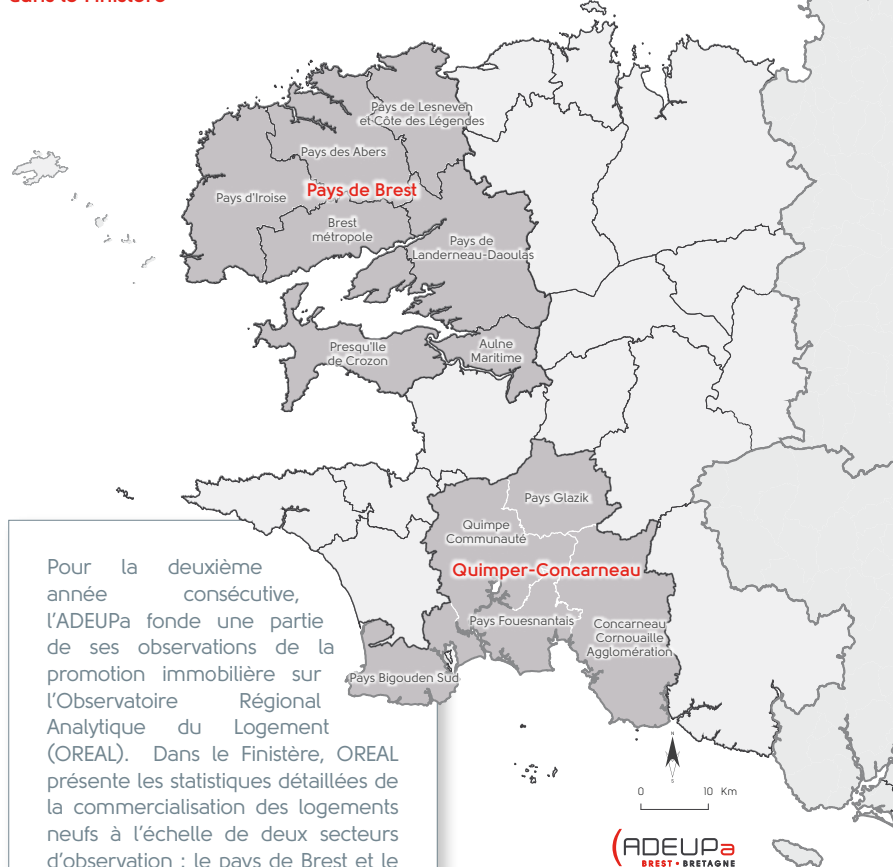 Pays de Lesneven
et Côte des Légendes
Pays des Abers
Pays d'Iroise
Pays de Brest
Brest
métropole
Pays de
Landerneau-Daoulas
Presqu'Ile
de Crozon
Aulne
Maritime
Pays Glazik
Quimpe
Communauté
Quimper-Concarneau
Pays Fouesnantais
Concarneau
Cornouaille
Agglomération
Pays Bigouden Sud
Pour la deuxième
année consécutive,
l'ADEUPa fonde une partie
de ses observations de la
promotion immobilière sur
l'Observatoire Régional
Analytique du Logement
(OREAL). Dans le Finistère, OREAL
présente les statistiques détaillées de
la commercialisation des logements
neufs à l'échelle de deux secteurs
d'observation : le pays de Brest et le
N
S
0 10 Km
ADEUPa
BREST • BRETAGNE